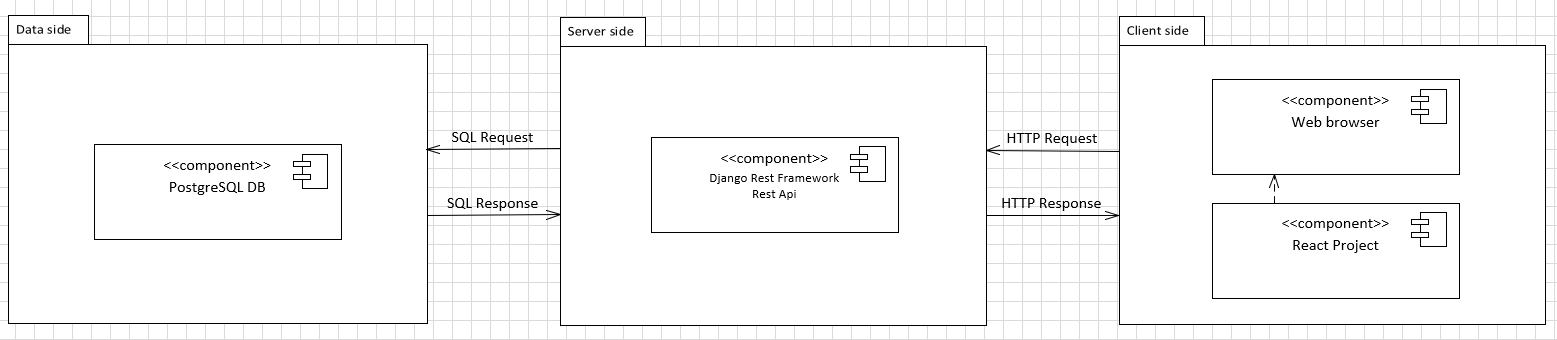 Data side
<<component>>
PostgreSQL DB
SQL Request
SQL Response
Server side
<<component>>
Django Rest Framework
Rest Api
HTTP Request
HTTP Response
Client side
<<component>>
Web browser
<<component>>
React Project